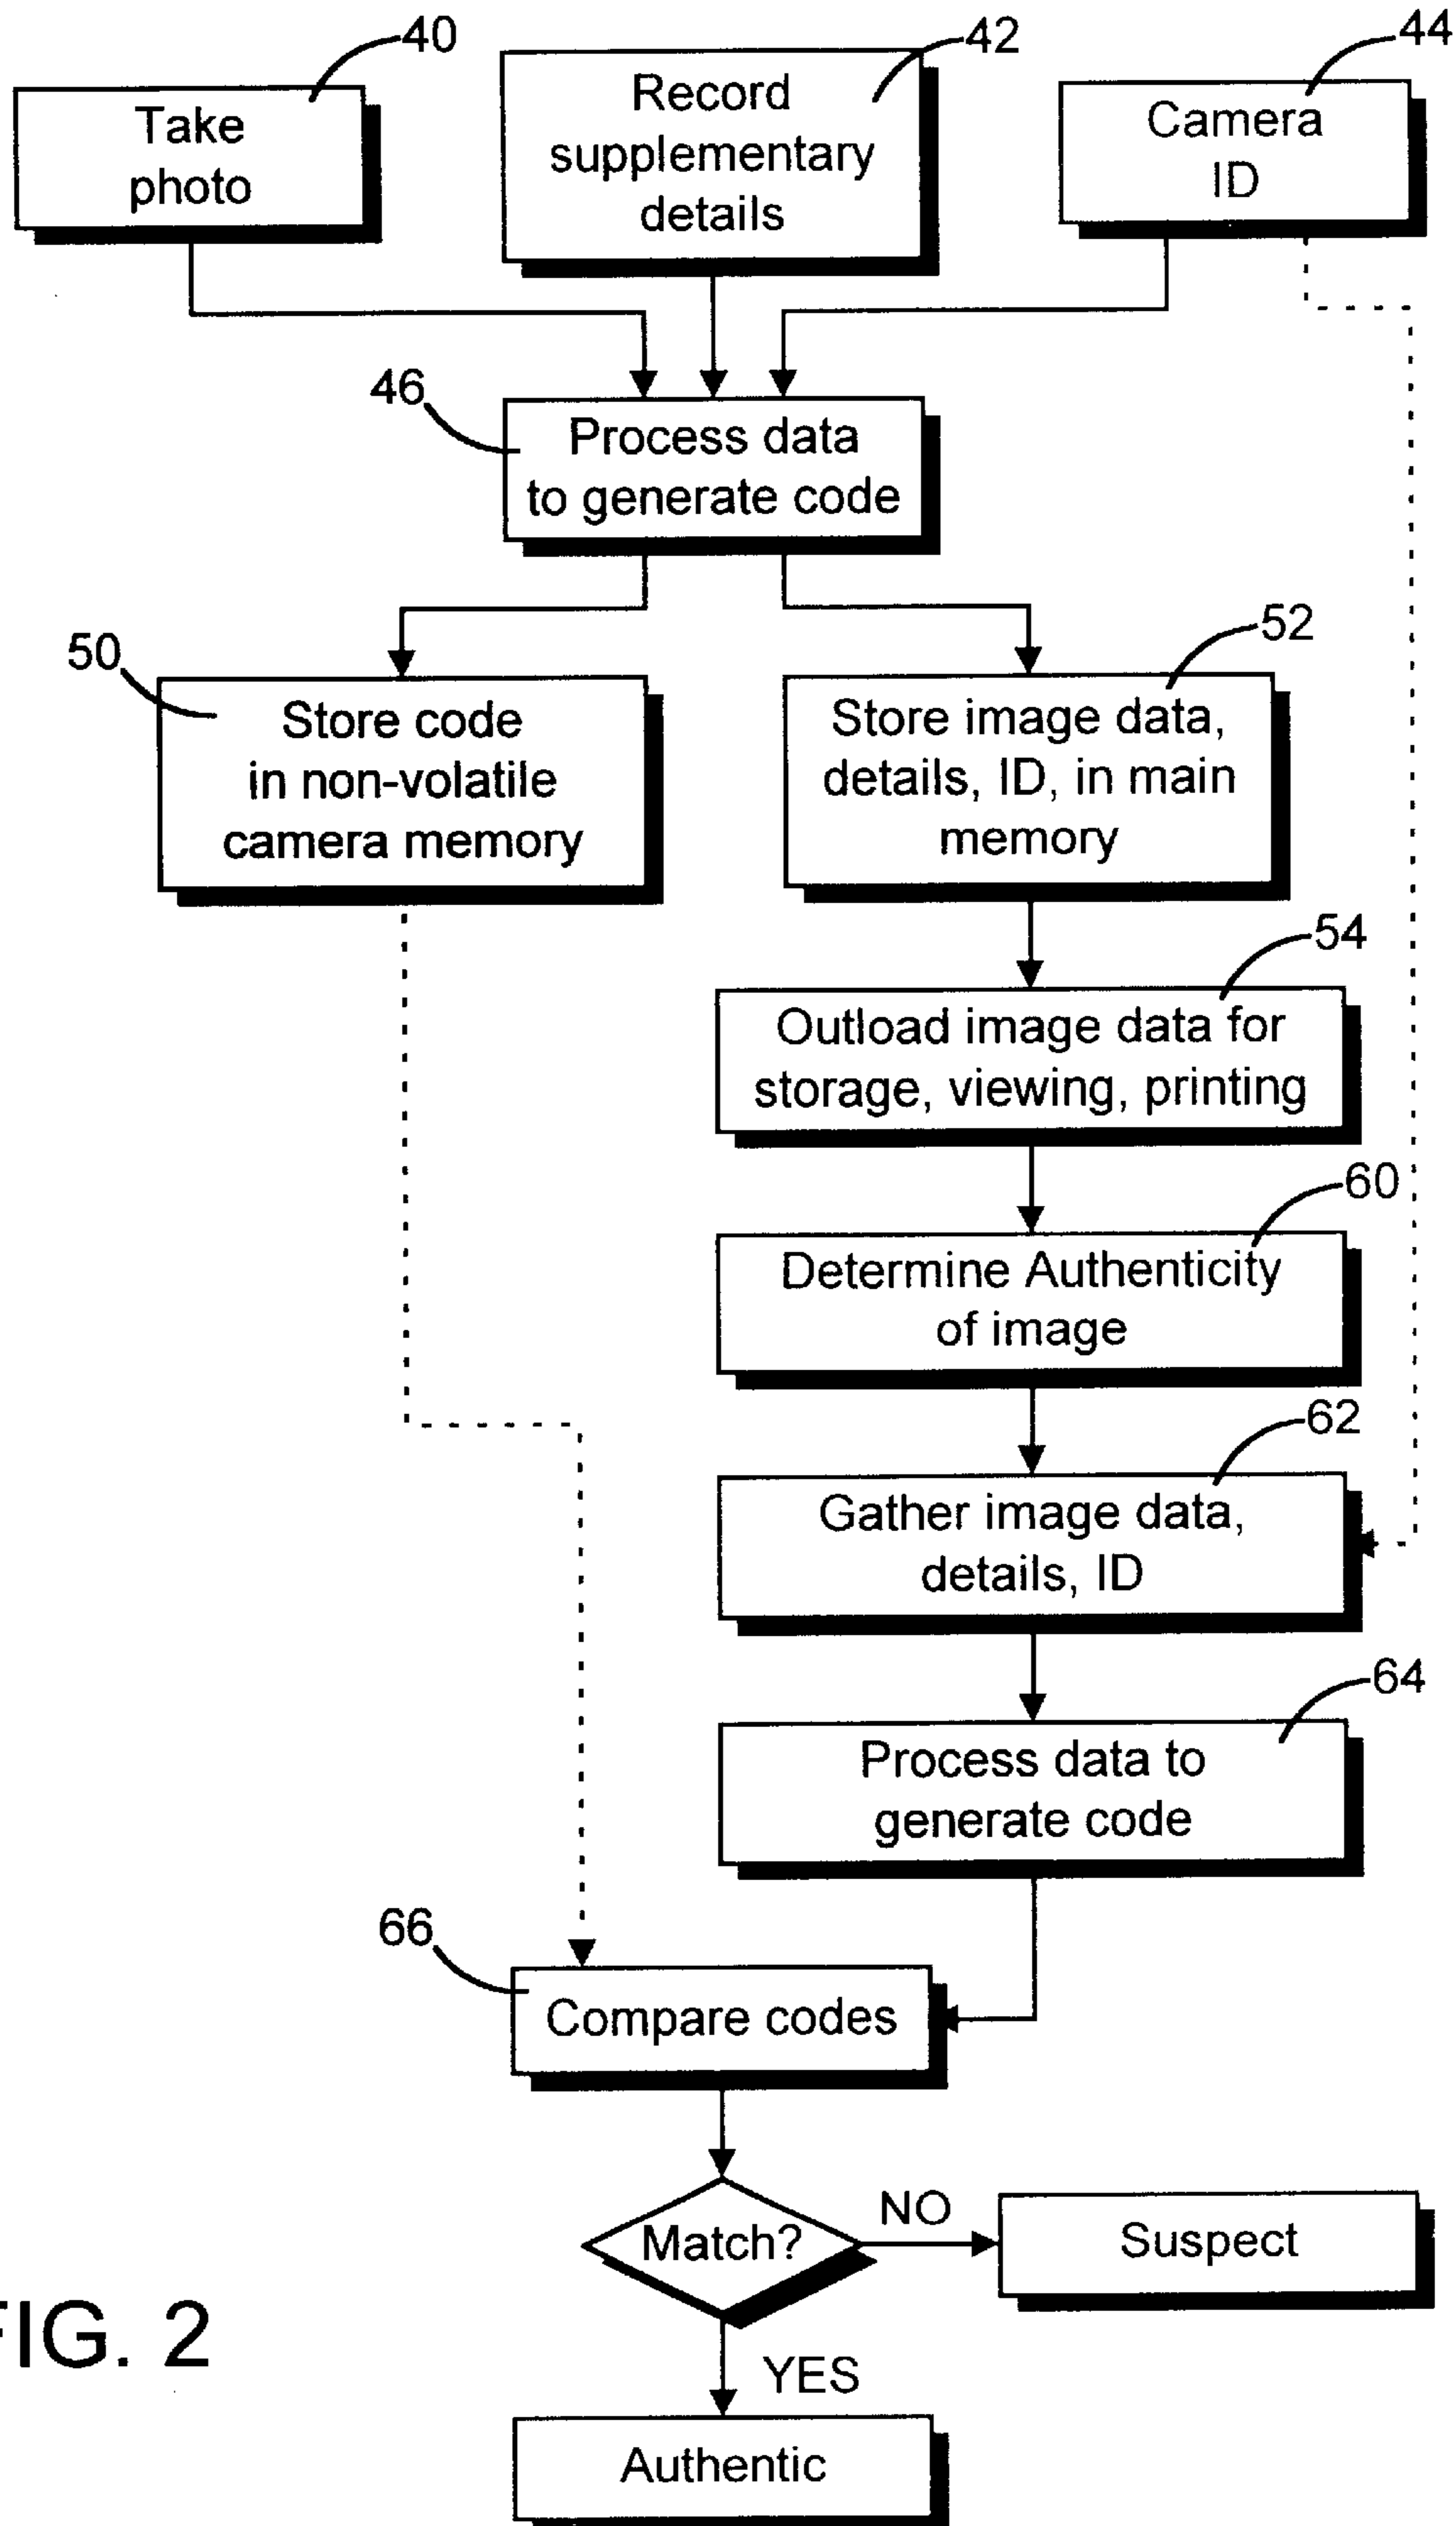 40
42
44
Take
photo
Record
supplementary
details
Camera
ID
46
Process data
to generate code
50
52
Store code
in non-volatile
camera memory
Store image data,
details, ID, in main
memory
54
Outload image data for
storage, viewing, printing
60
Determine Authenticity
of image
62
Gather image data,
details, ID
64
Process data to
generate code
66
Compare codes
Match?
NO
Suspect
YES
Authentic
FIG. 2